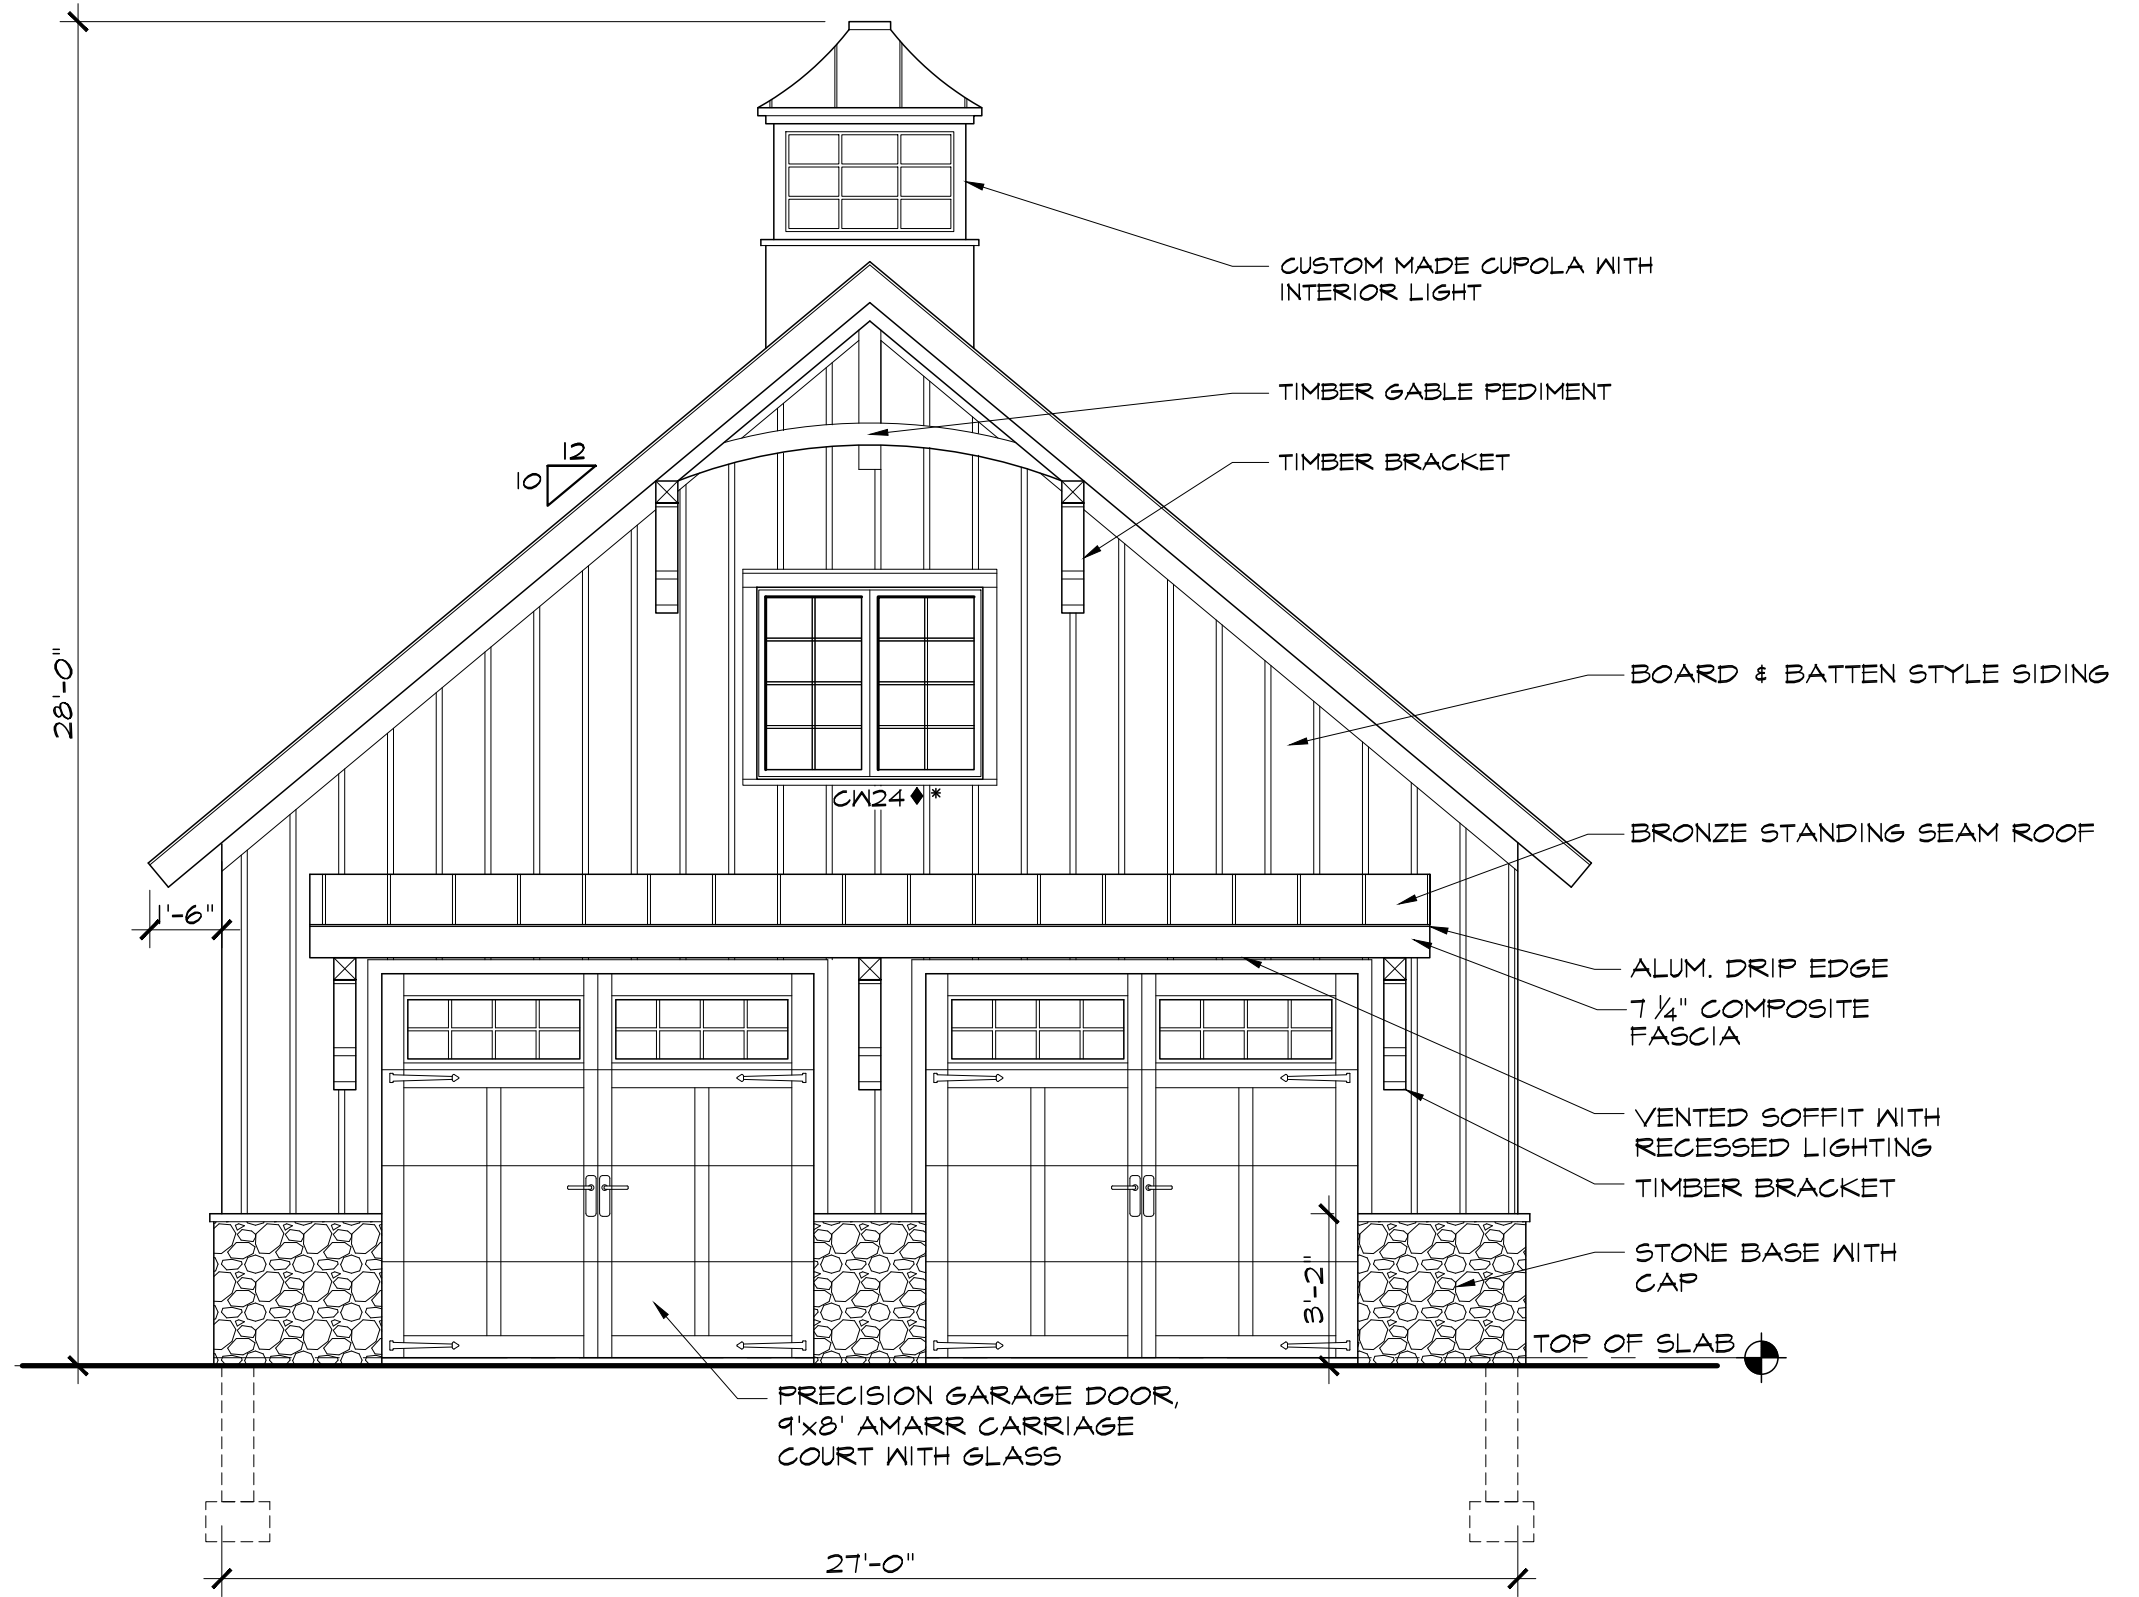 CUSTOM MADE CUPOLA WITH
INTERIOR LIGHT
TIMBER GABLE PEDIMENT
12
10
TIMBER BRACKET
28'-0"
BOARD & BATTEN STYLE SIDING
CW24♦*
BRONZE STANDING SEAM ROOF
1'-6"
ALUM. DRIP EDGE
7 ¼" COMPOSITE
FASCIA
VENTED SOFFIT WITH
RECESSED LIGHTING
TIMBER BRACKET
STONE BASE WITH
CAP
3'-2"
TOP OF SLAB
PRECISION GARAGE DOOR,
9'x8' AMARR CARRIAGE
COURT WITH GLASS
27'-0"